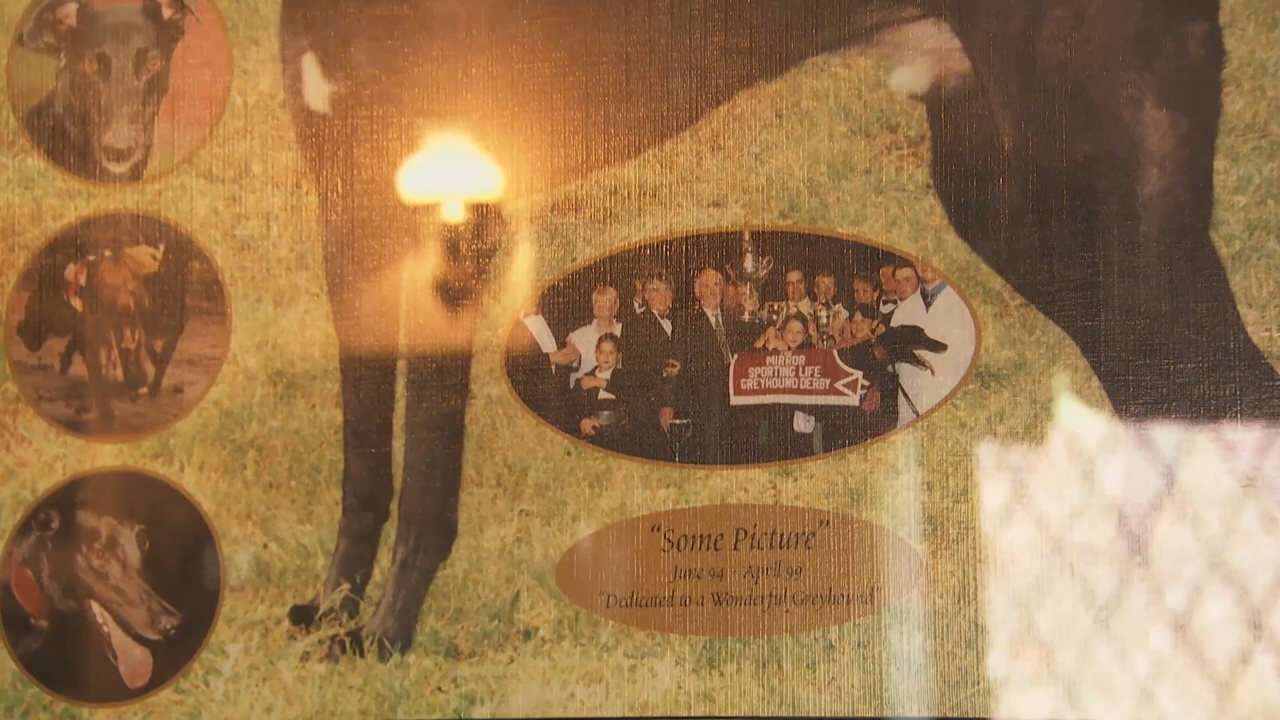 MIRROR
SPORTING LIFE
GREYHOUND DERBY
"Some Picture"
June 94 - April 99
"Dedicated to a Wonderful Greyhound"